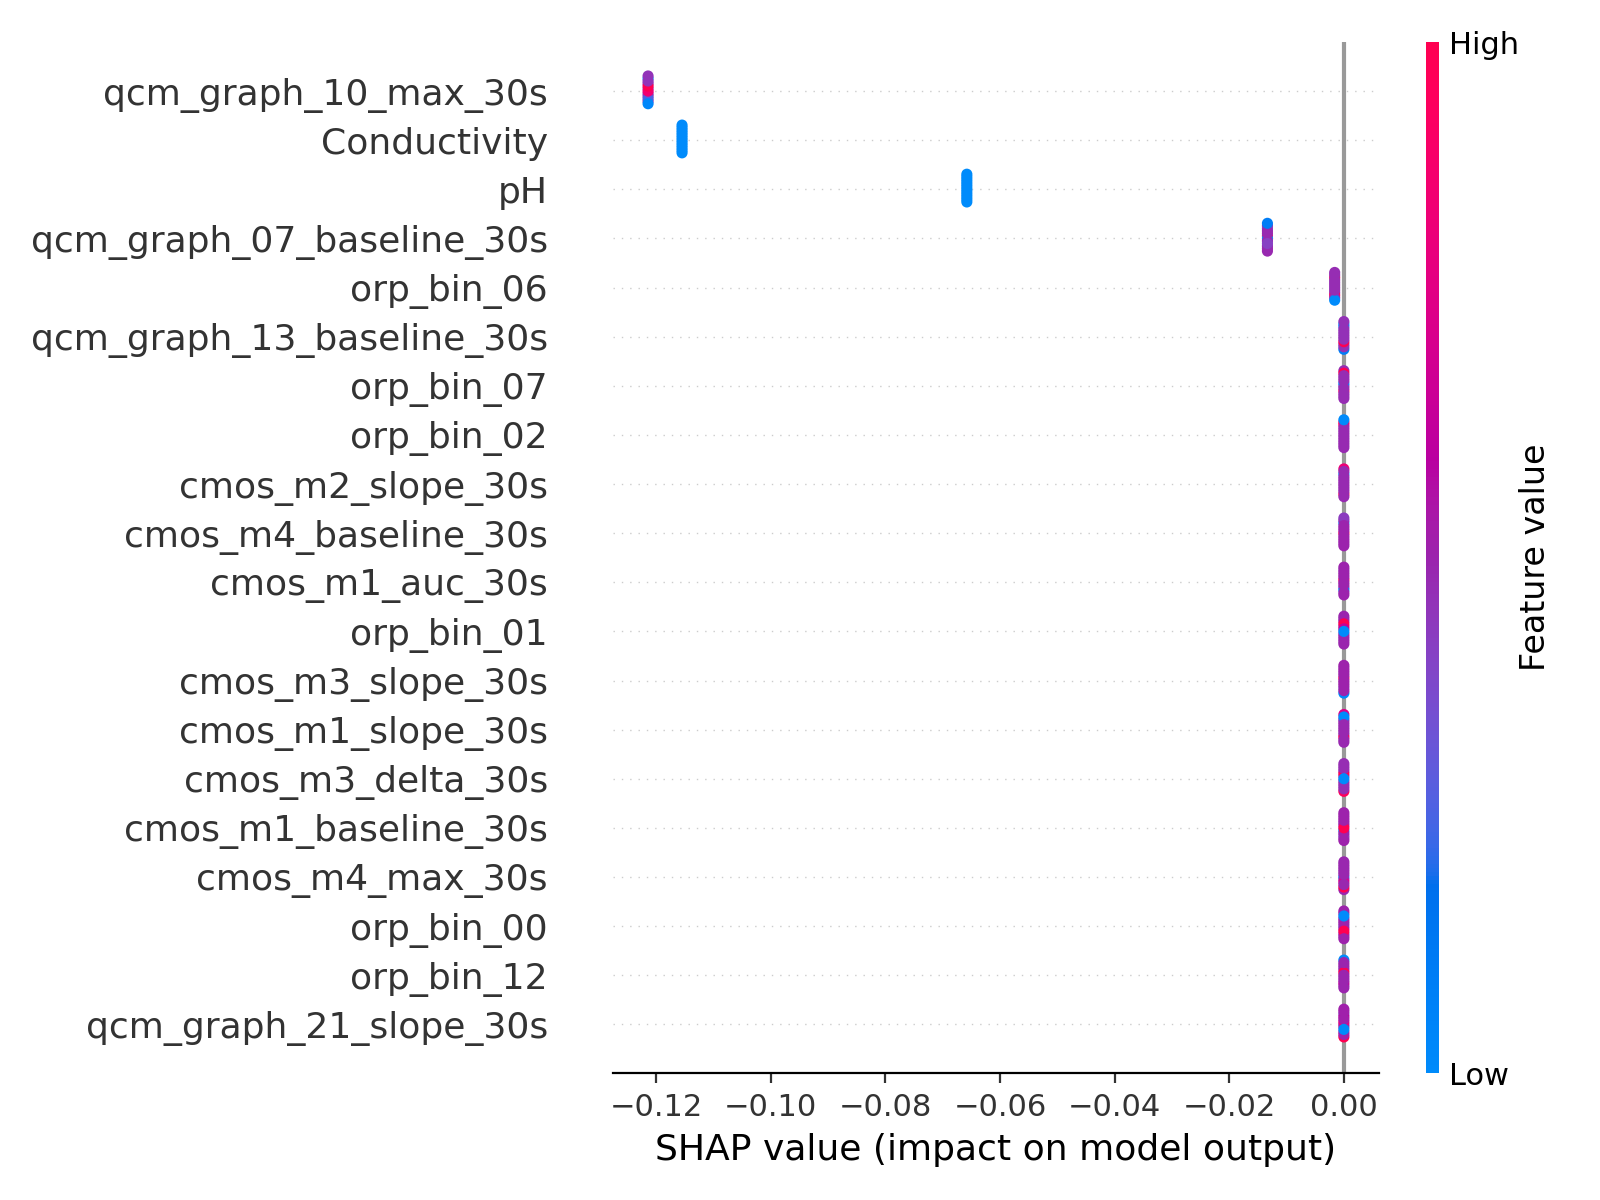 High
qcm_graph_10_max_30s
Conductivity
pH
qcm_graph_07_baseline_30s
orp_bin_06
qcm_graph_13_baseline_30s
orp_bin_07
orp_bin_02
cmos_m2_slope_30s
cmos_m4_baseline_30s
cmos_m1_auc_30s
orp_bin_01
cmos_m3_slope_30s
cmos_m1_slope_30s
cmos_m3_delta_30s
cmos_m1_baseline_30s
cmos_m4_max_30s
orp_bin_00
orp_bin_12
qcm_graph_21_slope_30s
Feature value
Low
−0.12 −0.10 −0.08 −0.06 −0.04 −0.02 0.00
SHAP value (impact on model output)